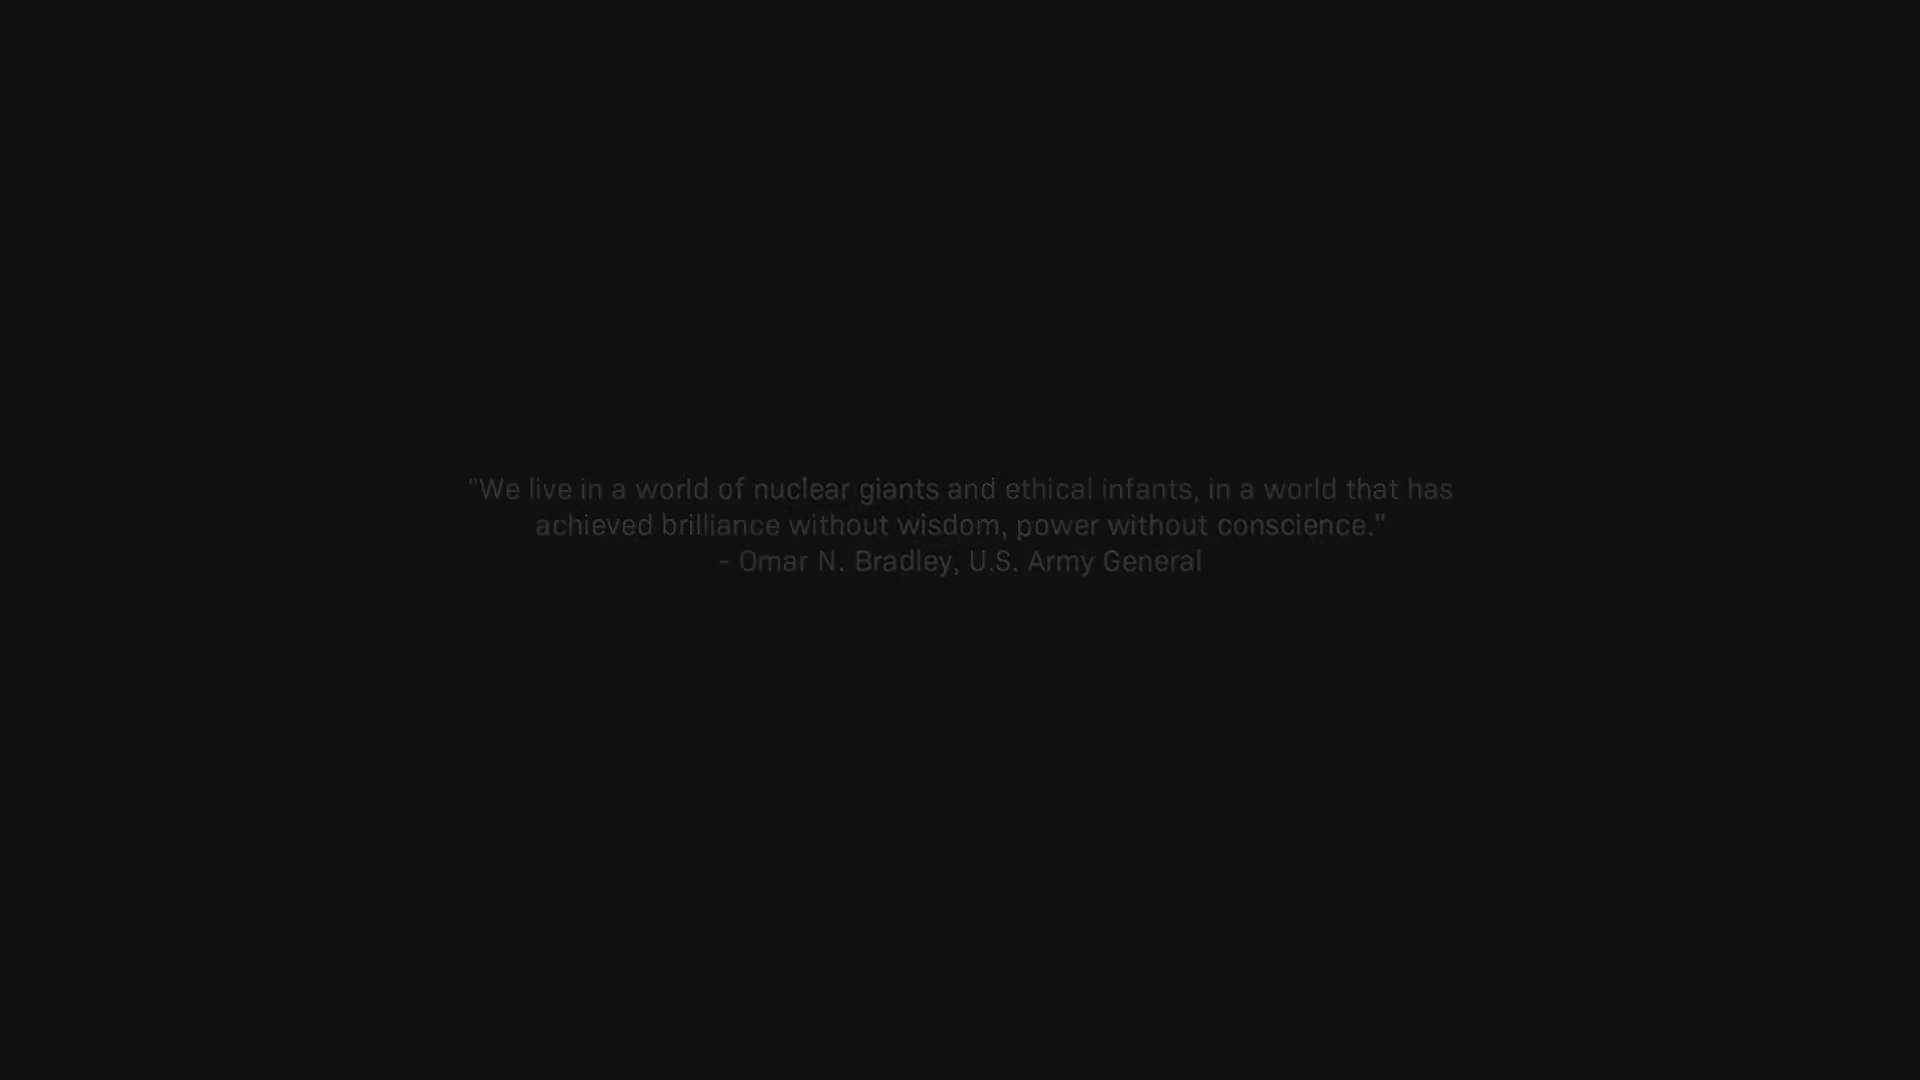 "We live in a world of nuclear giants and ethical infants, in a world that has
achieved brilliance without wisdom, power without conscience."
- Omar N. Bradley, U.S. Army General